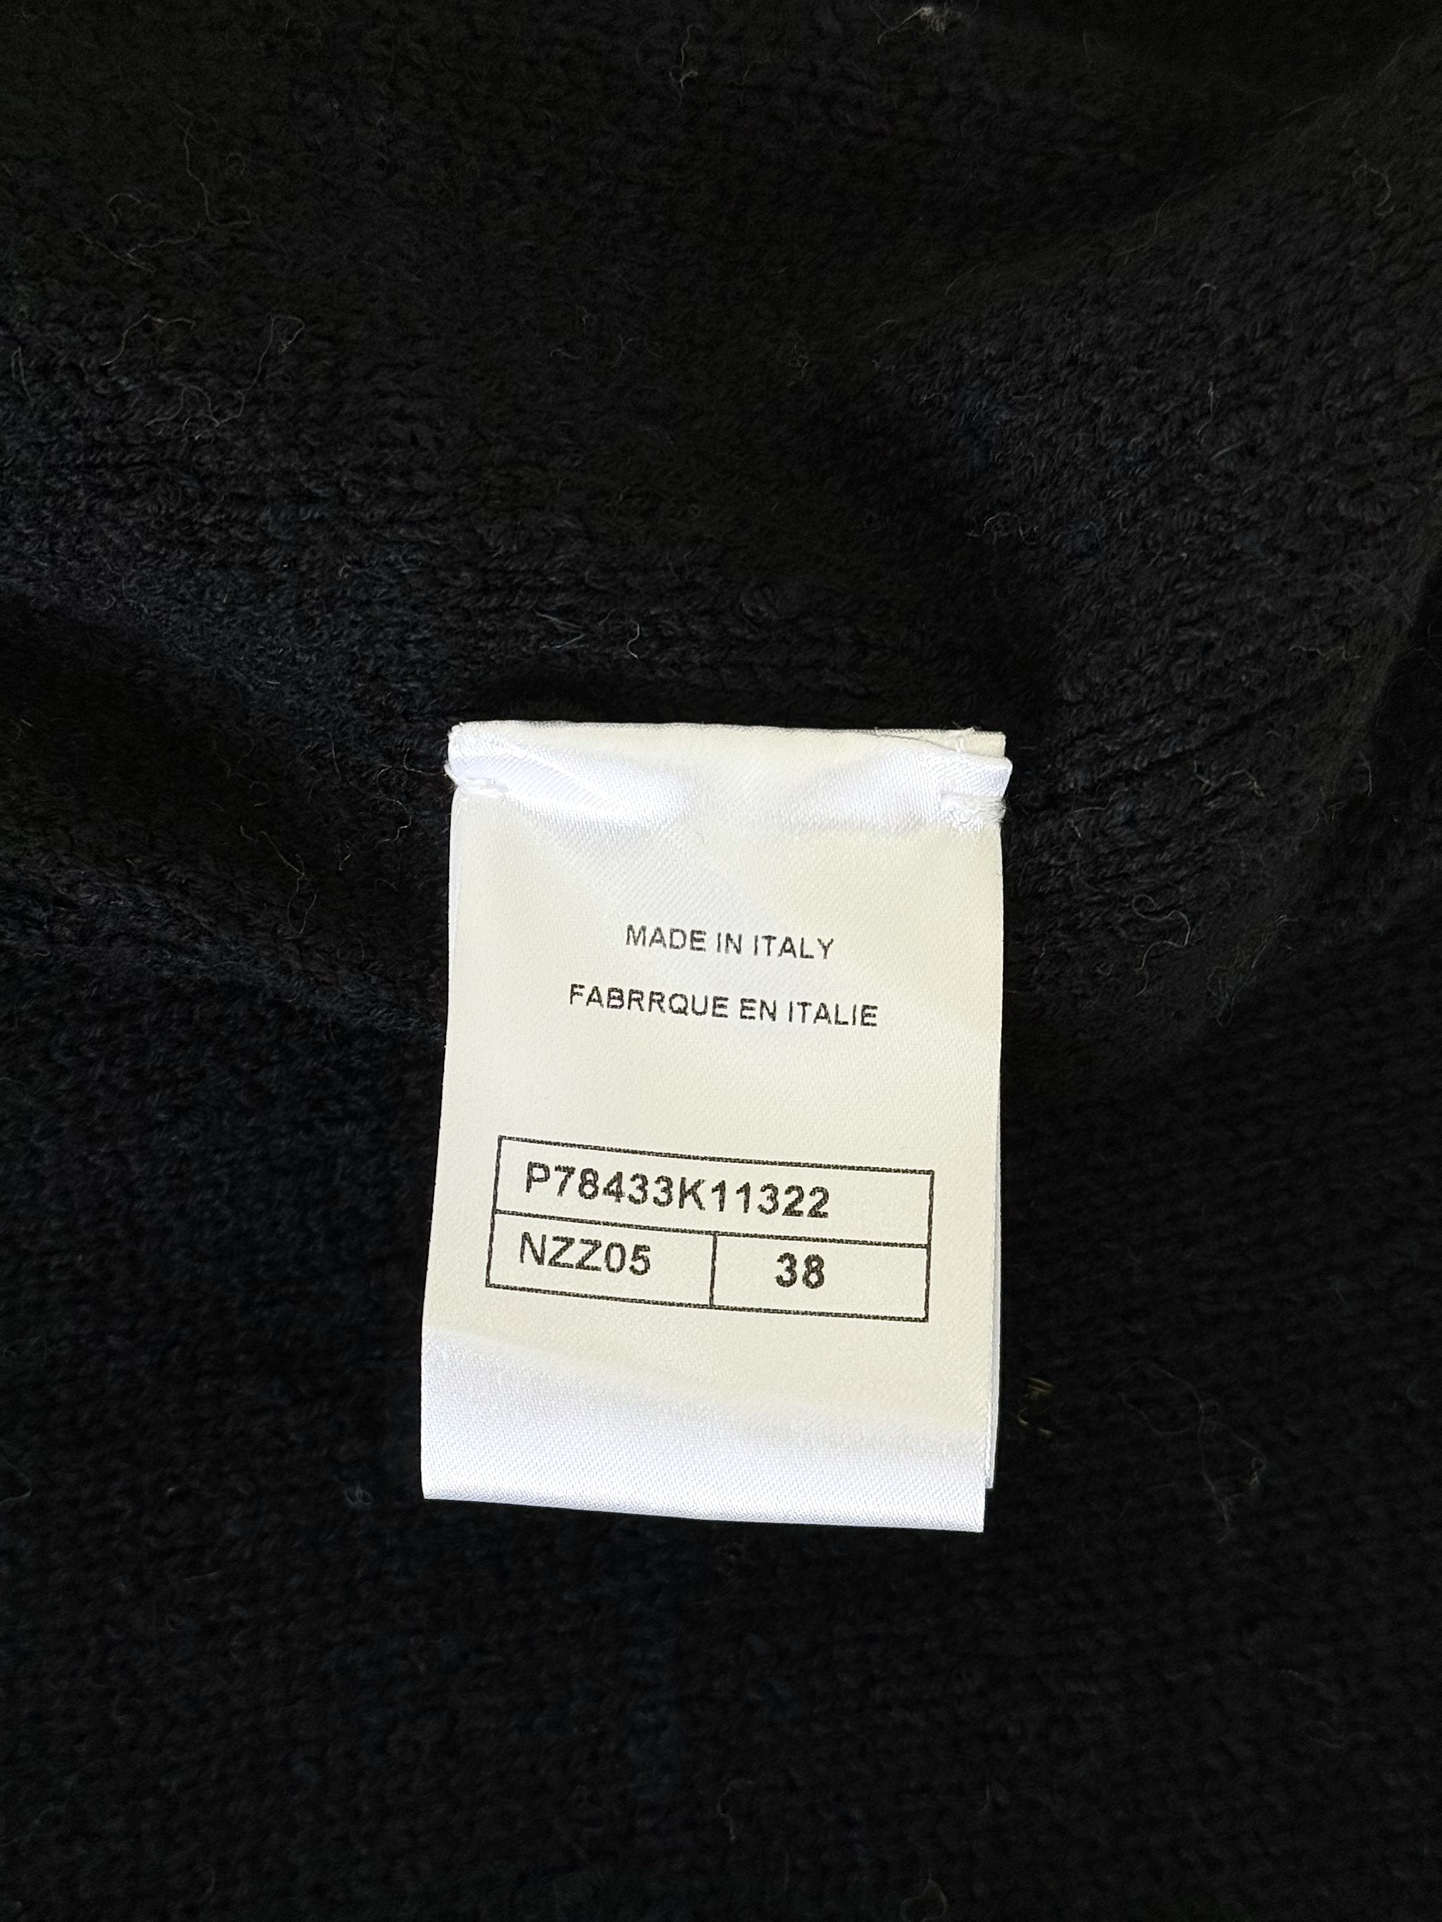 MADE IN ITALY
FABRRQUE EN ITALIE
P78433K11322
NZZ05 38